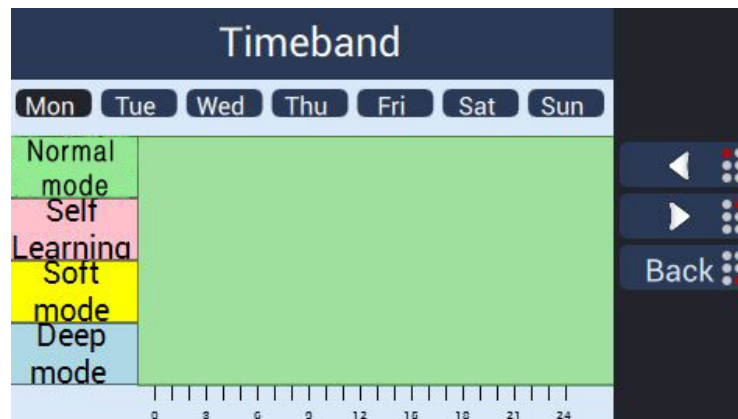 Timeband
Mon Tue Wed Thu Fri Sat Sun
Normal
mode
Self
Learning
Soft
mode
Deep
mode
Back
0 3 6 9 12 16 18 21 24